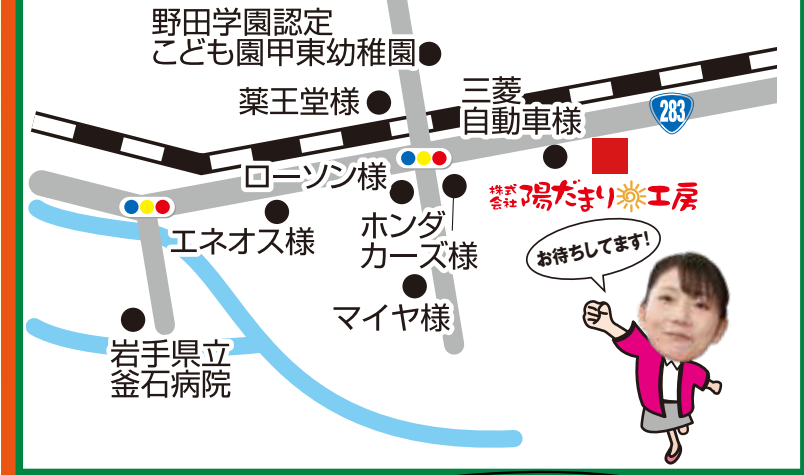 野田学園認定
こども園甲東幼稚園
薬王堂様
三菱
自動車様
283
ローソン様
株式会社陽だまり工房
ホンダ
カーズ様
エネオス様
お待ちしてます!
マイヤ様
岩手県立
釜石病院